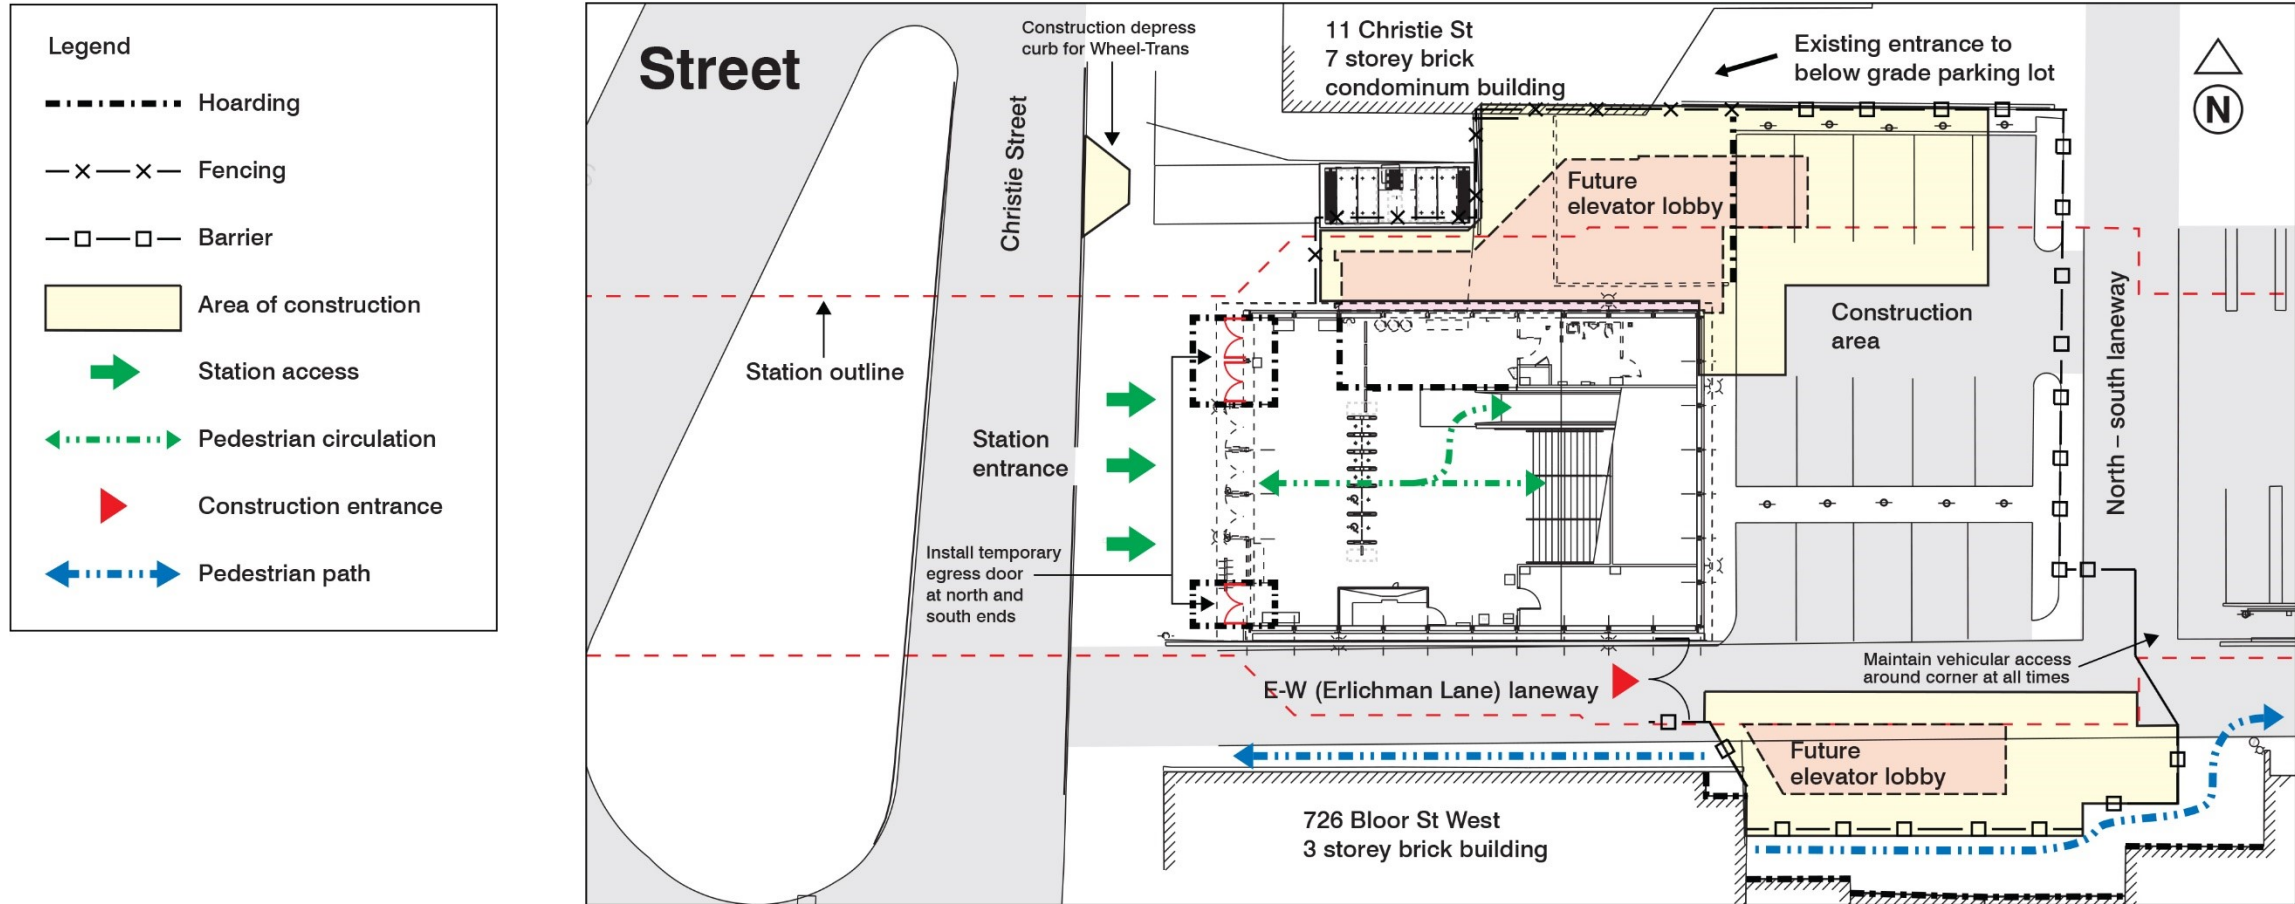 Legend
Hoarding
Fencing
Barrier
Area of construction
Station access
Pedestrian circulation
Construction entrance
Pedestrian path
Street
Construction depress
curb for Wheel-Trans
11 Christie St
7 storey brick
condominum building
Existing entrance to
below grade parking lot
N
Christie Street
Future
elevator lobby
Station outline
Construction
area
North – south laneway
Station
entrance
Install temporary
egress door
at north and
south ends
E-W (Erlichman Lane) laneway
Maintain vehicular access
around corner at all times
Future
elevator lobby
726 Bloor St West
3 storey brick building